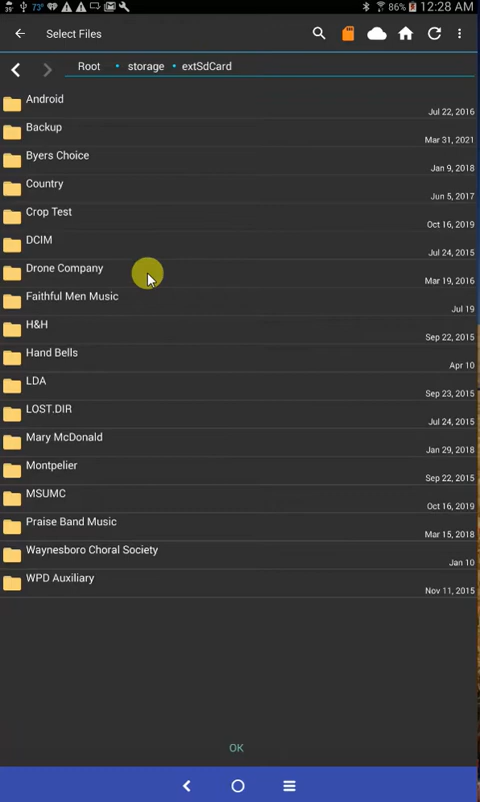 39° 73° 86% 12:28 AM
Select Files
Root • storage • extSdCard
Android
Jul 22, 2016
Backup
Mar 31, 2021
Byers Choice
Jan 9, 2018
Country
Jun 5, 2017
Crop Test
Oct 16, 2019
DCIM
Jul 24, 2015
Drone Company
Mar 19, 2016
Faithful Men Music
Jul 19
H&H
Sep 22, 2015
Hand Bells
Apr 10
LDA
Sep 23, 2015
LOST.DIR
Jul 24, 2015
Mary McDonald
Jan 29, 2018
Montpelier
Sep 22, 2015
MSUMC
Oct 16, 2019
Praise Band Music
Mar 15, 2018
Waynesboro Choral Society
Jan 10
WPD Auxiliary
Nov 11, 2015
OK